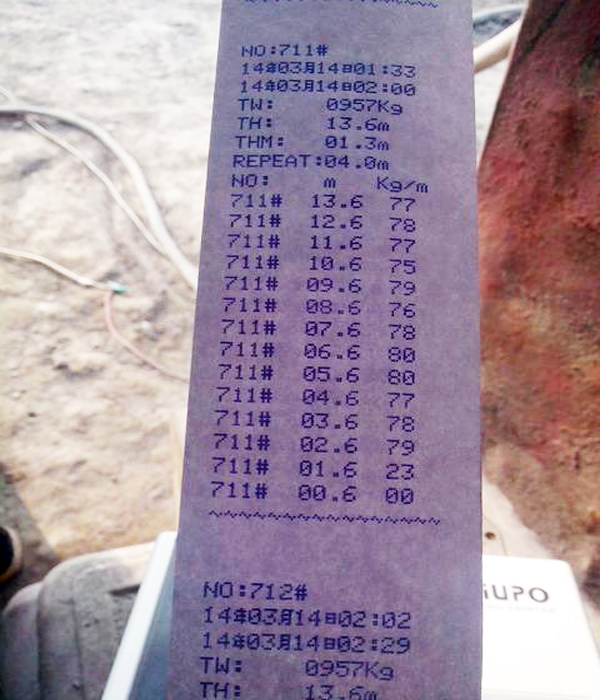 NO:711#
14年03月14日01:33
14年03月14日02:00
TW: 0957Kg
TH: 13.6m
THM: 01.3m
REPEAT:04.0m
NO: m Kg/m
711# 13.6 77
711# 12.6 78
711# 11.6 77
711# 10.6 75
711# 09.6 79
711# 08.6 76
711# 07.6 78
711# 06.6 80
711# 05.6 80
711# 04.6 77
711# 03.6 78
711# 02.6 79
711# 01.6 23
711# 00.6 00
NO:712#
14年03月14日02:02
14年03月14日02:29
TW: 0957Kg
TH: 13.6m